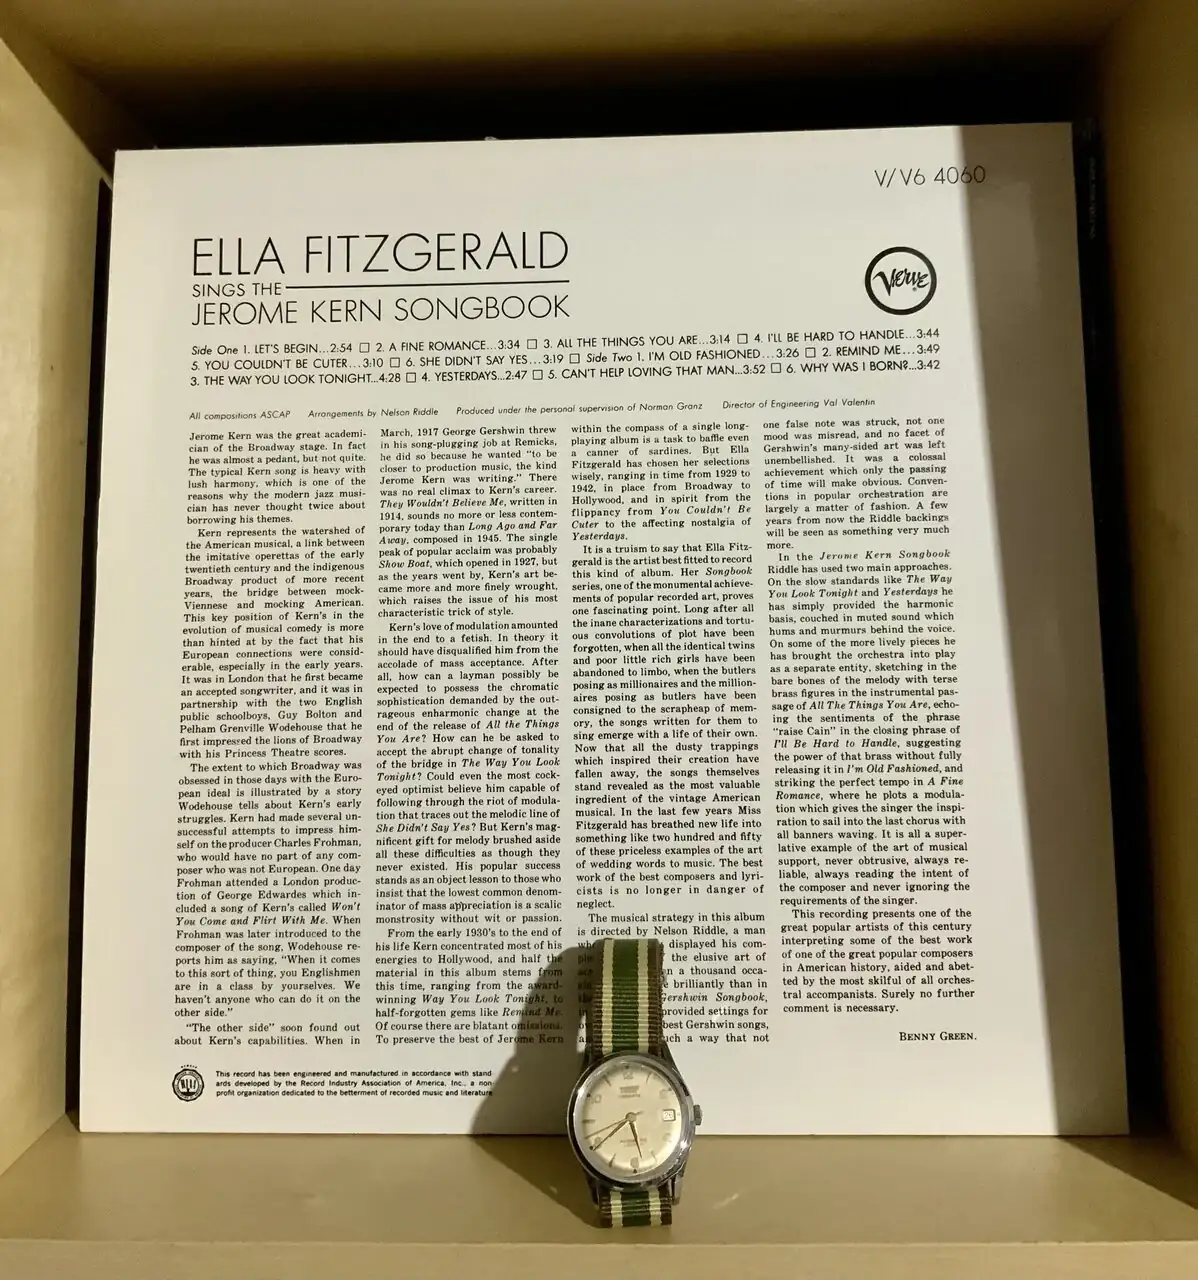 V/V6 4060
ELLA FITZGERALD
SINGS THE
JEROME KERN SONGBOOK
Verve
Side One 1. LET'S BEGIN...2:54 □ 2. A FINE ROMANCE...3:34 □ 3. ALL THE THINGS YOU ARE...3:14 □ 4. I'LL BE HARD TO HANDLE...3:44
5. YOU COULDN'T BE CUTER...3:10 □ 6. SHE DIDN'T SAY YES...3:19 □ Side Two 1. I'M OLD FASHIONED...3:26 □ 2. REMIND ME...3:49
3. THE WAY YOU LOOK TONIGHT...4:28 □ 4. YESTERDAYS...2:47 □ 5. CAN'T HELP LOVING THAT MAN...3:52 □ 6. WHY WAS I BORN?...3:42
All compositions ASCAP Arrangements by Nelson Riddle Produced under the personal supervision of Norman Granz Director of Engineering Val Valentin
Jerome Kern was the great academi-
cian of the Broadway stage. In fact
he was almost a pedant, but not quite.
The typical Kern song is heavy with
lush harmony, which is one of the
reasons why the modern jazz musi-
cian has never thought twice about
borrowing his themes.
Kern represents the watershed of
the American musical, a link between
the imitative operettas of the early
twentieth century and the indigenous
Broadway product of more recent
years, the bridge between mock-
Viennese and mocking American.
This key position of Kern's in the
evolution of musical comedy is more
than hinted at by the fact that his
European connections were consid-
erable, especially in the early years.
It was in London that he first became
an accepted songwriter, and it was in
partnership with the two English
public schoolboys, Guy Bolton and
Pelham Grenville Wodehouse that he
first impressed the lions of Broadway
with his Princess Theatre scores.
The extent to which Broadway was
obsessed in those days with the Euro-
pean ideal is illustrated by a story
Wodehouse tells about Kern's early
struggles. Kern had made several un-
successful attempts to impress him-
self on the producer Charles Frohman,
who would have no part of any com-
poser who was not European. One day
Frohman attended a London produc-
tion of George Edwardes which in-
cluded a song of Kern's called Won't
You Come and Flirt With Me. When
Frohman was later introduced to the
composer of the song, Wodehouse re-
ports him as saying, "When it comes
to this sort of thing, you Englishmen
are in a class by yourselves. We
haven't anyone who can do it on the
other side."
"The other side" soon found out
about Kern's capabilities. When in
March, 1917 George Gershwin threw
in his song-plugging job at Remicks,
he did so because he wanted "to be
closer to production music, the kind
Jerome Kern was writing." There
was no real climax to Kern's career.
They Wouldn't Believe Me, written in
1914, sounds no more or less contem-
porary today than Long Ago and Far
Away, composed in 1945. The single
peak of popular acclaim was probably
Show Boat, which opened in 1927, but
as the years went by, Kern's art be-
came more and more finely wrought,
which raises the issue of his most
characteristic trick of style.
Kern's love of modulation amounted
in the end to a fetish. In theory it
should have disqualified him from the
accolade of mass acceptance. After
all, how can a layman possibly be
expected to possess the chromatic
sophistication demanded by the out-
rageous enharmonic change at the
end of the release of All the Things
You Are? How can he be asked to
accept the abrupt change of tonality
of the bridge in The Way You Look
Tonight? Could even the most cock-
eyed optimist believe him capable of
following through the riot of modula-
tion that traces out the melodic line of
She Didn't Say Yes? But Kern's mag-
nificent gift for melody brushed aside
all these difficulties as though they
never existed. His popular success
stands as an object lesson to those who
insist that the lowest common denom-
inator of mass appreciation is a scalic
monstrosity without wit or passion.
From the early 1930's to the end of
his life Kern concentrated most of his
energies to Hollywood, and half the
material in this album stems from
this time, ranging from the award-
winning Way You Look Tonight, to
half-forgotten gems like Remind Me.
Of course there are blatant omissions.
To preserve the best of Jerome Kern
within the compass of a single long-
playing album is a task to baffle even
a canner of sardines. But Ella
Fitzgerald has chosen her selections
wisely, ranging in time from 1929 to
1942, in place from Broadway to
Hollywood, and in spirit from the
flippancy from You Couldn't Be
Cuter to the affecting nostalgia of
Yesterdays.
It is a truism to say that Ella Fitz-
gerald is the artist best fitted to record
this kind of album. Her Songbook
series, one of the monumental achieve-
ments of popular recorded art, proves
one fascinating point. Long after all
the inane characterizations and tortu-
ous convolutions of plot have been
forgotten, when all the identical twins
and poor little rich girls have been
abandoned to limbo, when the butlers
posing as millionaires and the million-
aires posing as butlers have been
consigned to the scrapheap of mem-
ory, the songs written for them to
sing emerge with a life of their own.
Now that all the dusty trappings
which inspired their creation have
fallen away, the songs themselves
stand revealed as the most valuable
ingredient of the vintage American
musical. In the last few years Miss
Fitzgerald has breathed new life into
something like two hundred and fifty
of these priceless examples of the art
of wedding words to music. The best
work of the best composers and lyri-
cists is no longer in danger of
neglect.
The musical strategy in this album
is directed by Nelson Riddle, a man
displayed his com-
the elusive art of
a thousand occa-
brilliantly than in
Gershwin Songbook,
provided settings for
best Gershwin songs,
a way that not
one false note was struck, not one
mood was misread, and no facet of
Gershwin's many-sided art was left
unembellished. It was a colossal
achievement which only the passing
of time will make obvious. Conven-
tions in popular orchestration are
largely a matter of fashion. A few
years from now the Riddle backings
will be seen as something very much
more.
In the Jerome Kern Songbook
Riddle has used two main approaches.
On the slow standards like The Way
You Look Tonight and Yesterdays he
has simply provided the harmonic
basis, couched in muted sound which
hums and murmurs behind the voice.
On some of the more lively pieces he
has brought the orchestra into play
as a separate entity, sketching in the
bare bones of the melody with terse
brass figures in the instrumental pas-
sage of All The Things You Are, echo-
ing the sentiments of the phrase
"raise Cain" in the closing phrase of
I'll Be Hard to Handle, suggesting
the power of that brass without fully
releasing it in I'm Old Fashioned, and
striking the perfect tempo in A Fine
Romance, where he plots a modula-
tion which gives the singer the inspi-
ration to sail into the last chorus with
all banners waving. It is all a super-
lative example of the art of musical
support, never obtrusive, always re-
liable, always reading the intent of
the composer and never ignoring the
requirements of the singer.
This recording presents one of the
great popular artists of this century
interpreting some of the best work
of one of the great popular composers
in American history, aided and abet-
ted by the most skilful of all orches-
tral accompanists. Surely no further
comment is necessary.
BENNY GREEN.
This record has been engineered and manufactured in accordance with stand-
ards developed by the Record Industry Association of America, Inc., a non-
profit organization dedicated to the betterment of recorded music and literature